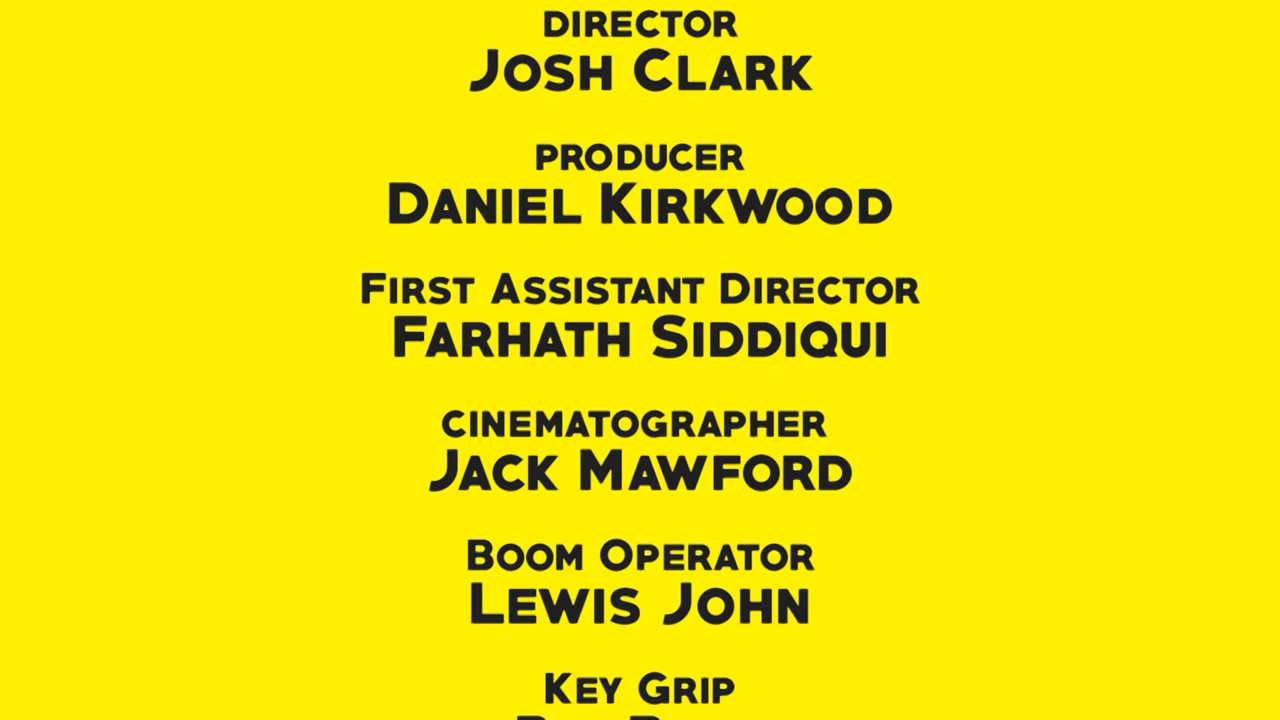 DIRECTOR
JOSH CLARK
PRODUCER
DANIEL KIRKWOOD
FIRST ASSISTANT DIRECTOR
FARHATH SIDDIQUI
CINEMATOGRAPHER
JACK MAWFORD
BOOM OPERATOR
LEWIS JOHN
KEY GRIP